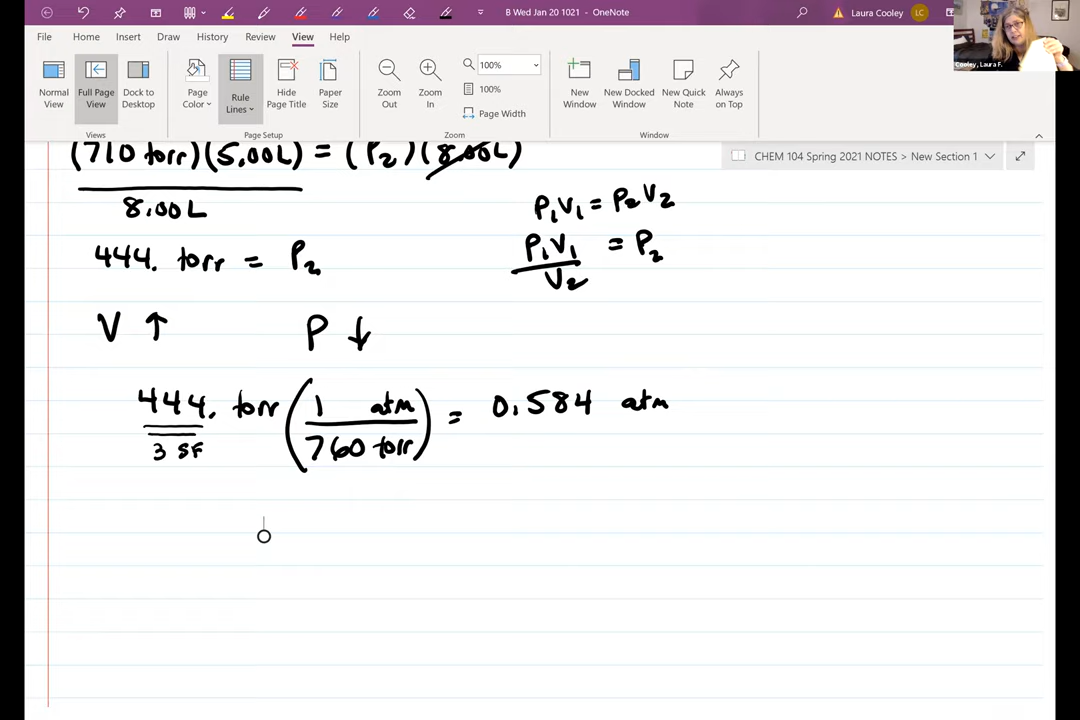 B Wed Jan 20 1021 - OneNote
Laura Cooley
LC
File Home Insert Draw History Review View Help
Normal View
Full Page View
Dock to Desktop
Views
Page Color
Rule Lines
Hide Page Title
Paper Size
Page Setup
Zoom Out
Zoom In
100%
100%
Page Width
Zoom
New Window
New Docked Window
New Quick Note
Always on Top
Window
Cooley, Laura F.
CHEM 104 Spring 2021 NOTES > New Section 1
(710 torr)(5.00L) = (P₂)(8.00L)
8.00L
P₁V₁ = P₂V₂
P₁V₁ = P₂
V₂
444. torr = P₂
V ↑ P ↓
444. torr (1 atm / 760 torr) = 0.584 atm
3 SF